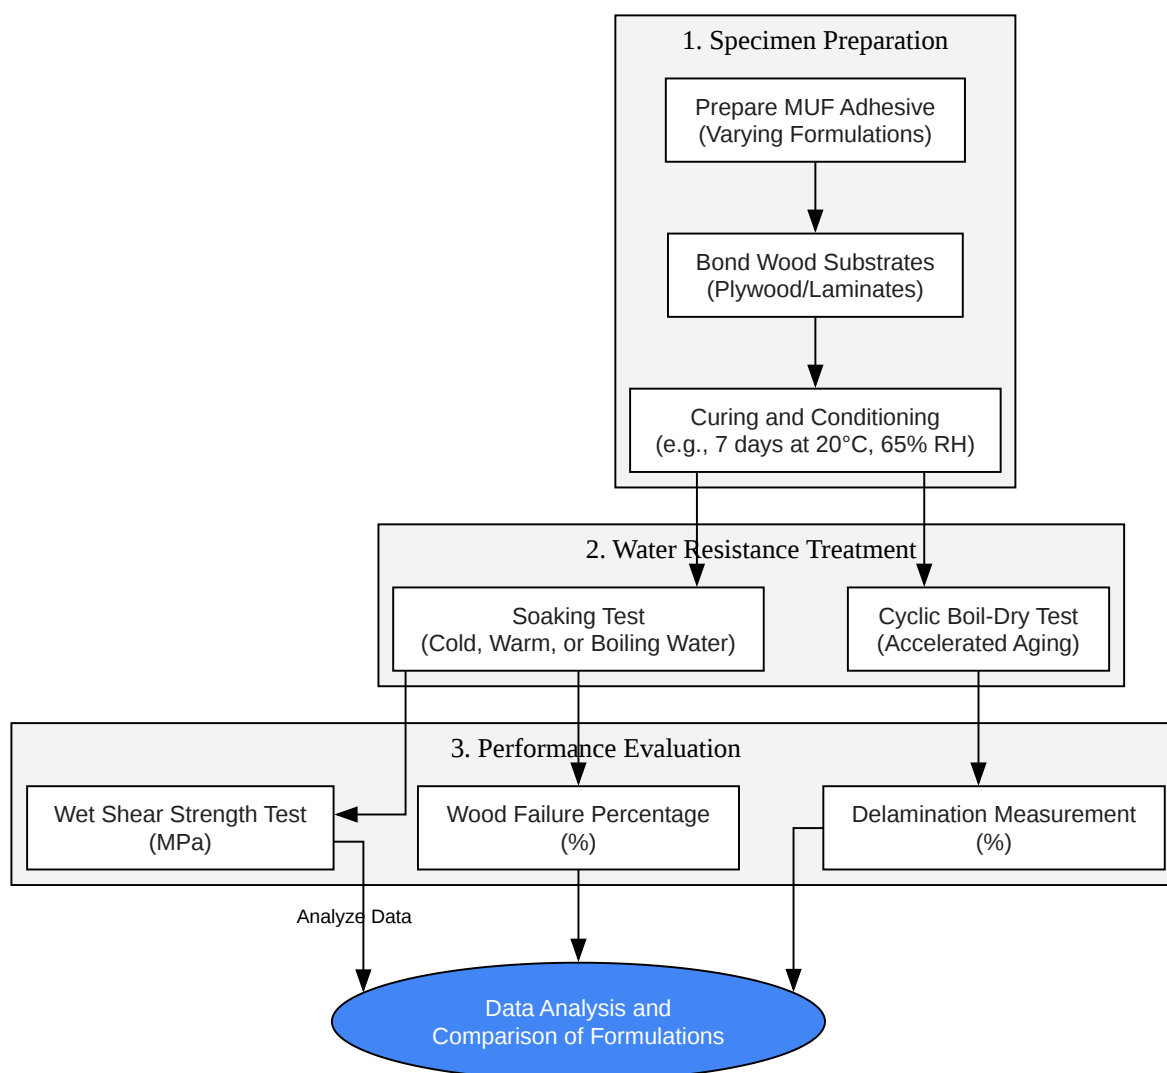 1. Specimen Preparation
Prepare MUF Adhesive
(Varying Formulations)
Bond Wood Substrates
(Plywood/Laminates)
Curing and Conditioning
(e.g., 7 days at 20°C, 65% RH)
2. Water Resistance Treatment
Soaking Test
(Cold, Warm, or Boiling Water)
Cyclic Boil-Dry Test
(Accelerated Aging)
3. Performance Evaluation
Wet Shear Strength Test
(MPa)
Wood Failure Percentage
(%)
Delamination Measurement
(%)
Analyze Data
Data Analysis and
Comparison of Formulations